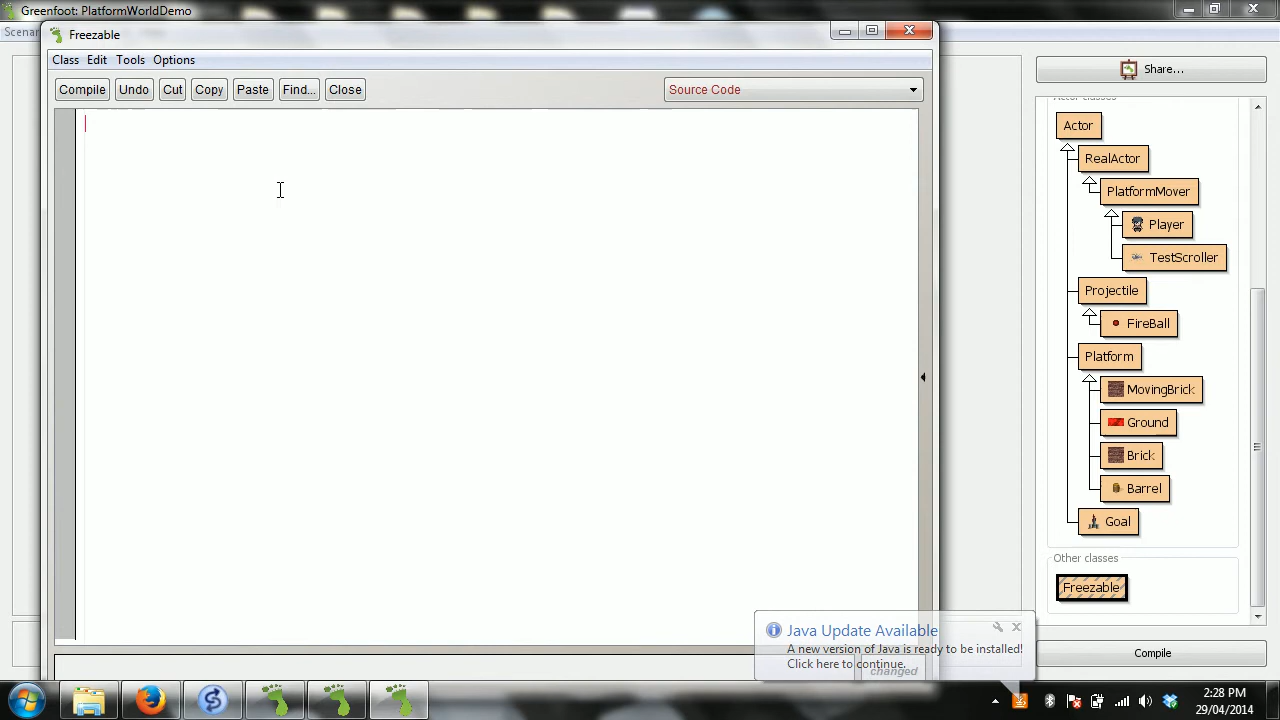 Greenfoot: PlatformWorldDemo
Scenar
Freezable
Class Edit Tools Options
Compile Undo Cut Copy Paste Find... Close
Source Code
Share...
Actor classes
Actor
RealActor
PlatformMover
Player
TestScroller
Projectile
FireBall
Platform
MovingBrick
Ground
Brick
Barrel
Goal
Other classes
Freezable
Java Update Available
A new version of Java is ready to be installed!
Click here to continue.
changed
Compile
2:28 PM
29/04/2014